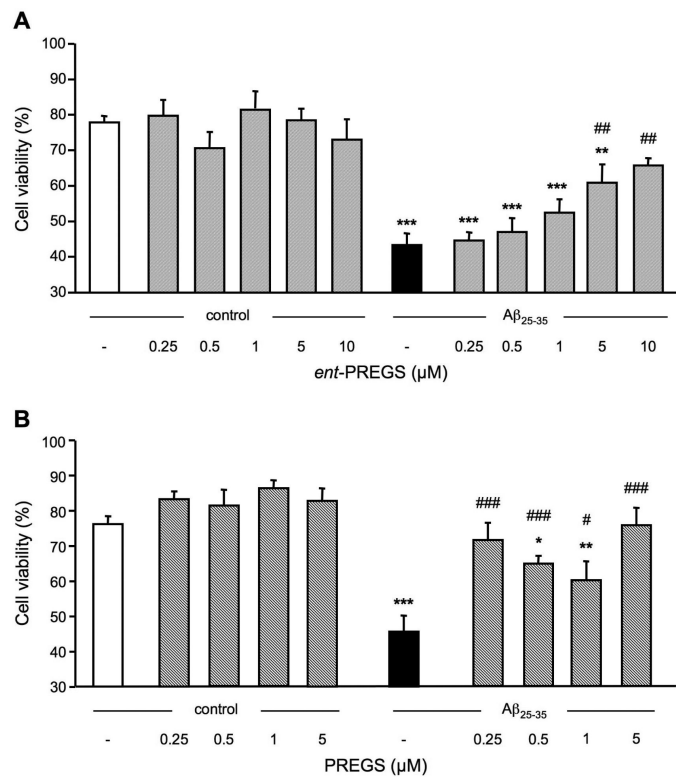 A
100
90
80
70
60
50
40
30
Cell viability (%)
***
***
***
***
##
**
##
control
Aβ25-35
- 0.25 0.5 1 5 10 - 0.25 0.5 1 5 10
ent-PREGS (μM)
B
100
90
80
70
60
50
40
30
Cell viability (%)
***
###
###
*
#
**
###
control
Aβ25-35
- 0.25 0.5 1 5 - 0.25 0.5 1 5
PREGS (μM)